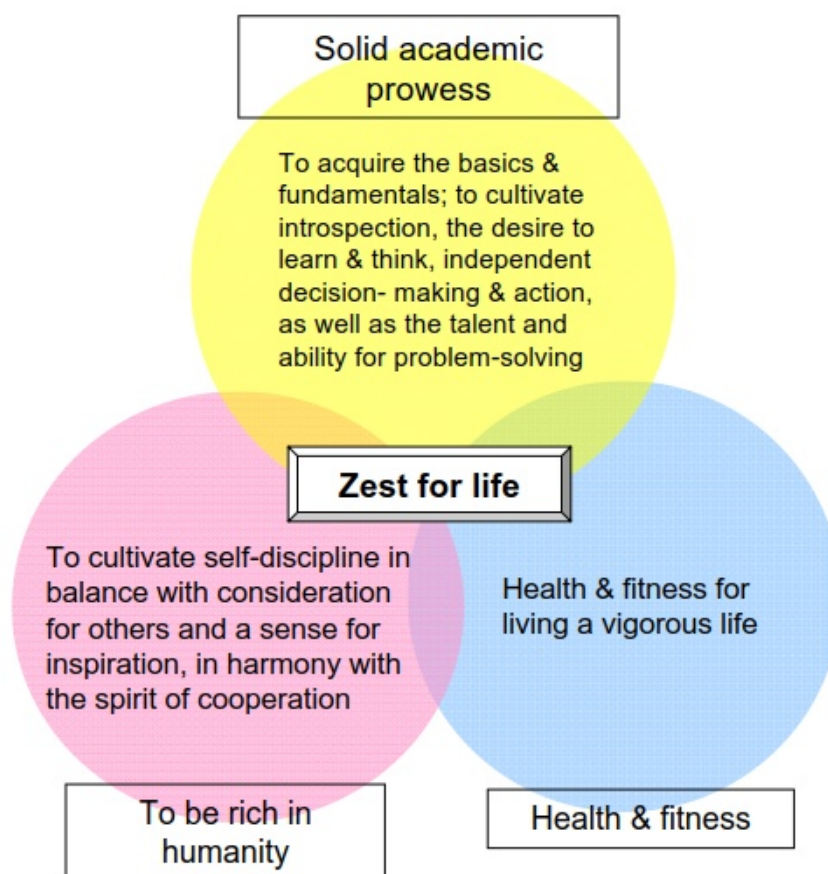 Solid academic
prowess
To acquire the basics &
fundamentals; to cultivate
introspection, the desire to
learn & think, independent
decision- making & action,
as well as the talent and
ability for problem-solving
Zest for life
To cultivate self-discipline in
balance with consideration
for others and a sense for
inspiration, in harmony with
the spirit of cooperation
Health & fitness for
living a vigorous life
To be rich in
humanity
Health & fitness